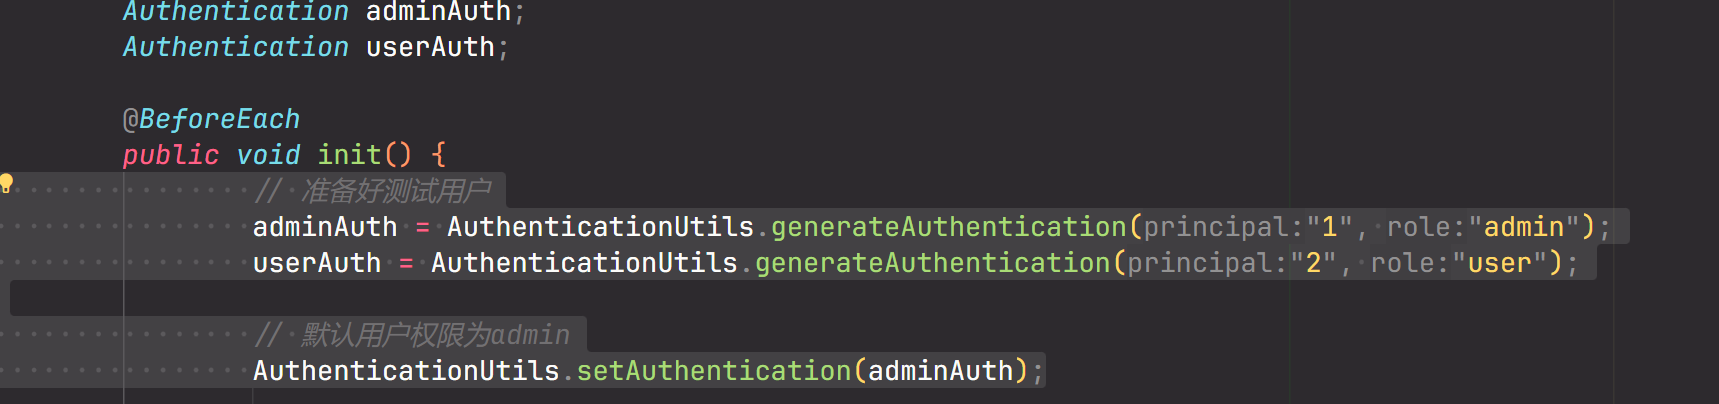 Authentication adminAuth;
Authentication userAuth;
@BeforeEach
public void init() {
// 准备好测试用户
adminAuth = AuthenticationUtils.generateAuthentication(principal:"1", role:"admin");
userAuth = AuthenticationUtils.generateAuthentication(principal:"2", role:"user");
// 默认用户权限为admin
AuthenticationUtils.setAuthentication(adminAuth);